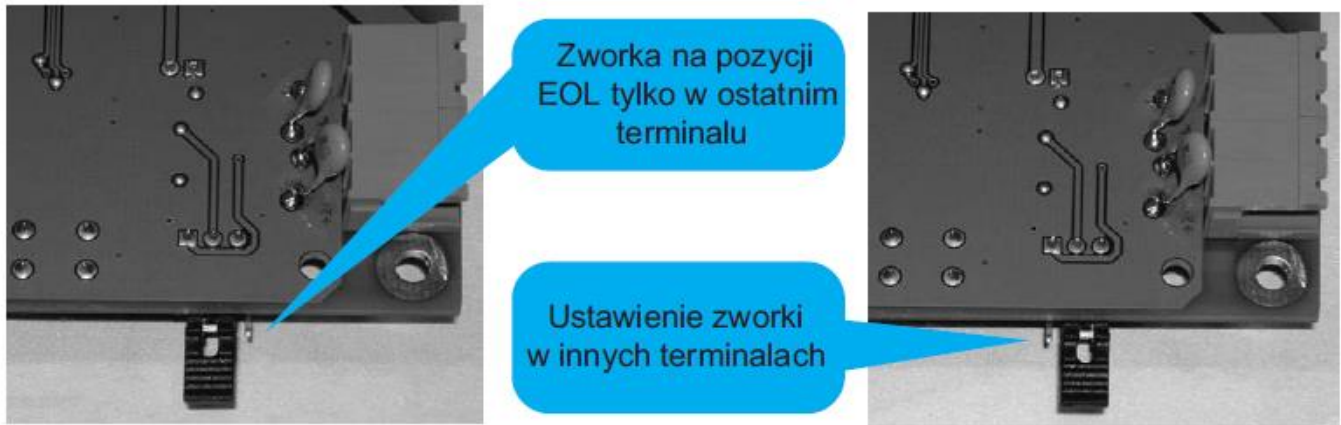 Zworka na pozycji
EOL tylko w ostatnim
terminalu
Ustawienie zworki
w innych terminalach